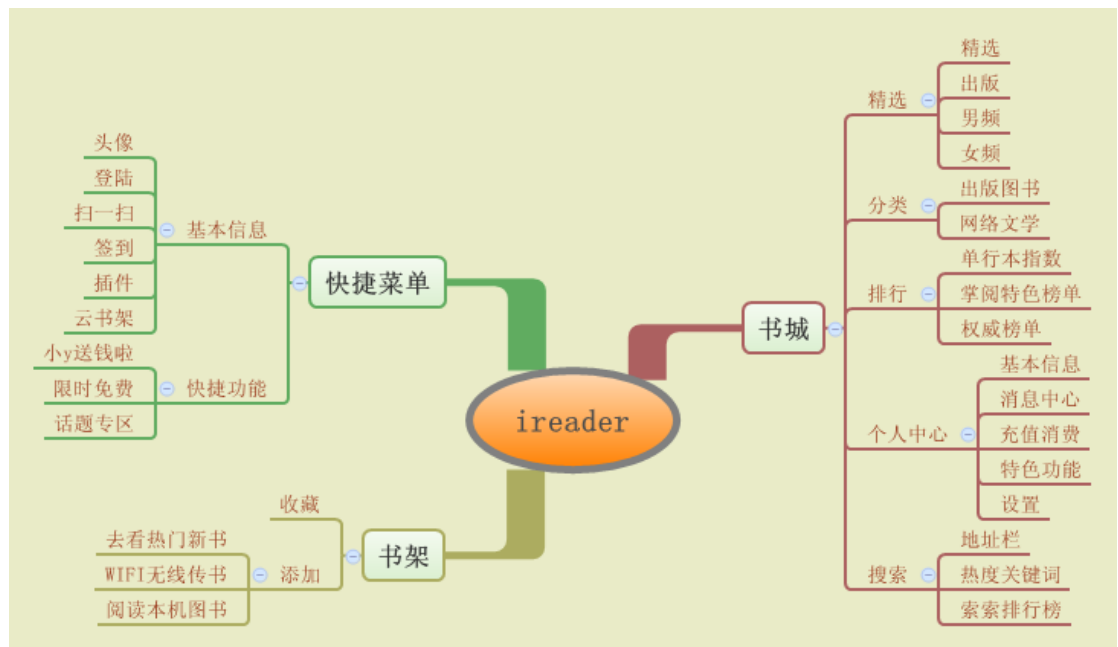 ireader
快捷菜单
基本信息
头像
登陆
扫一扫
签到
插件
云书架
快捷功能
小y送钱啦
限时免费
话题专区
书架
收藏
添加
去看热门新书
WIFI无线传书
阅读本机图书
书城
精选
精选
出版
男频
女频
分类
出版图书
网络文学
排行
单行本指数
掌阅特色榜单
权威榜单
个人中心
基本信息
消息中心
充值消费
特色功能
设置
搜索
地址栏
热度关键词
索索排行榜